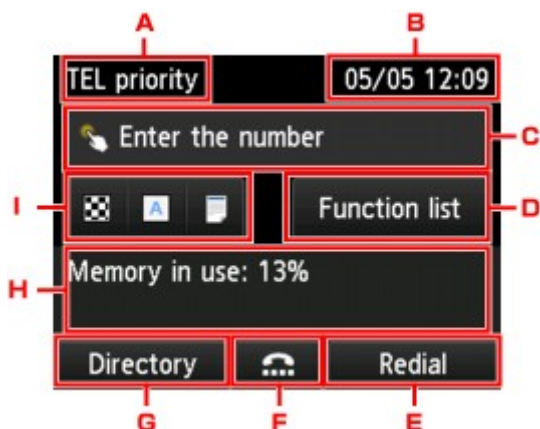 A B
TEL priority 05/05 12:09
Enter the number C
I A Function list D
H Memory in use: 13%
Directory Redial
G F E